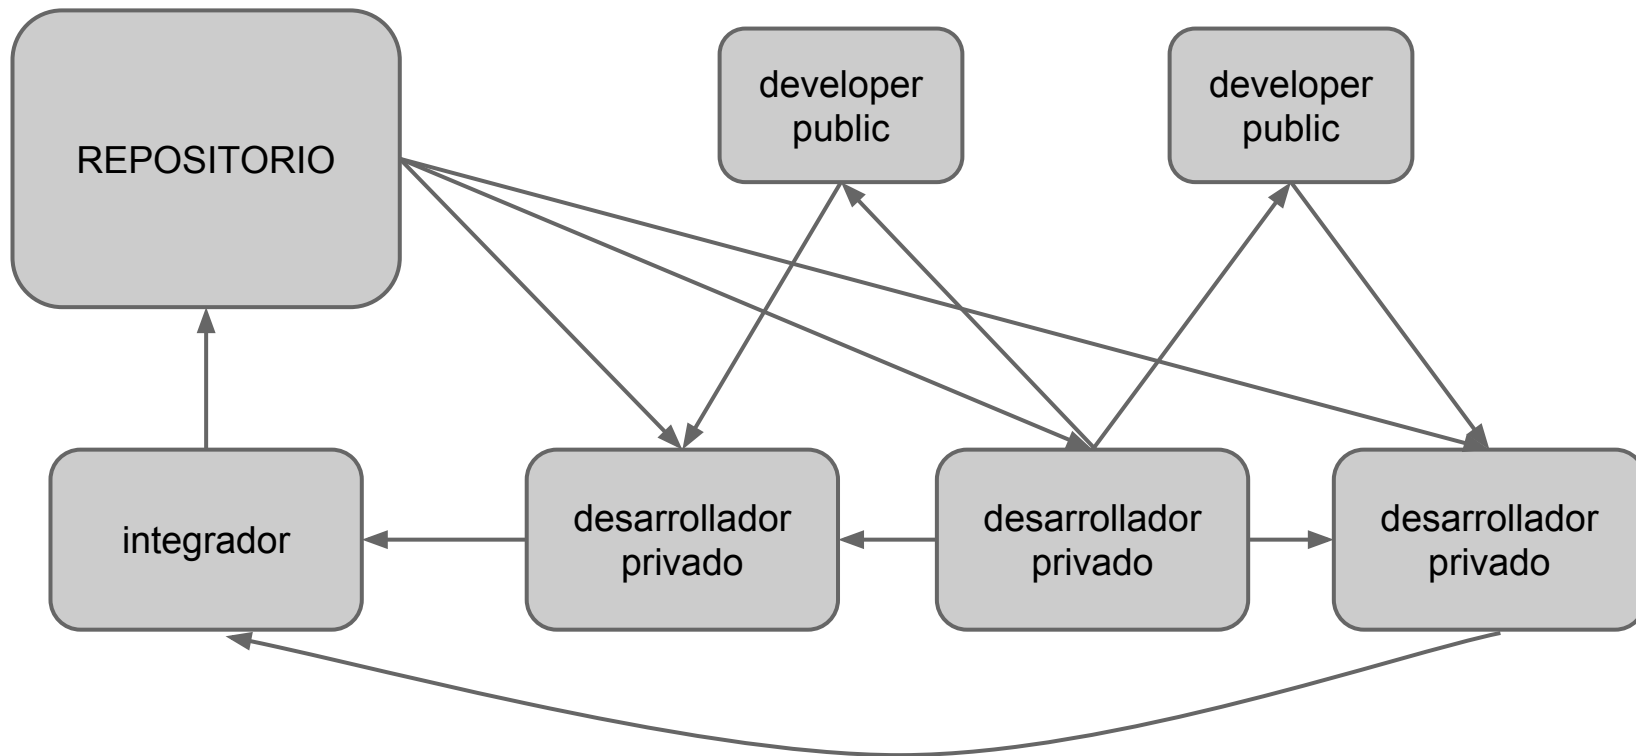 REPOSITORIO
developer
public
developer
public
integrador
desarrollador
privado
desarrollador
privado
desarrollador
privado